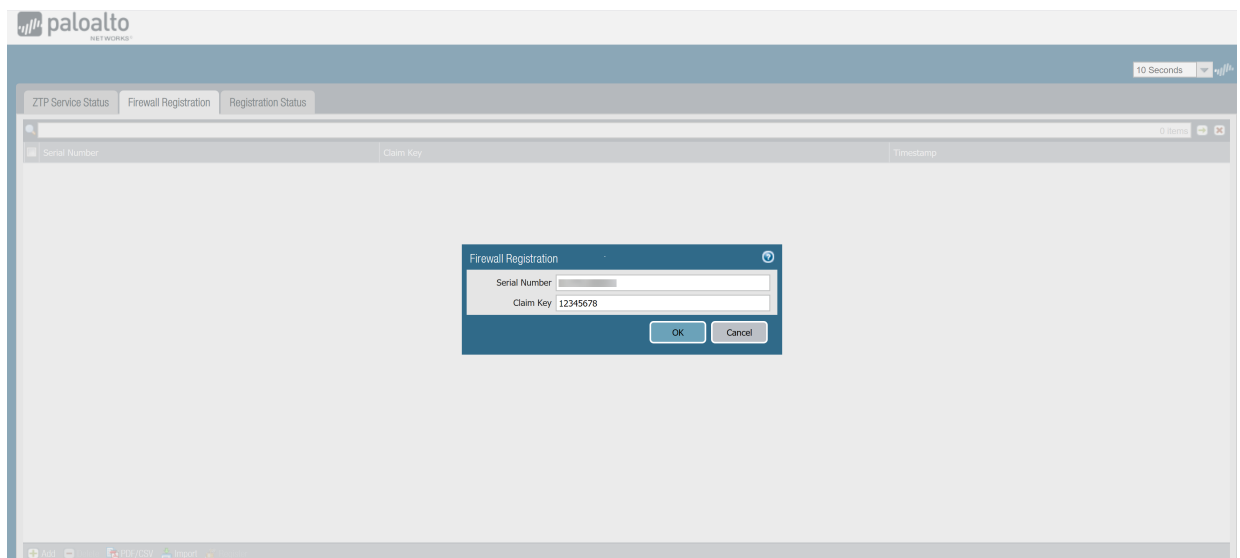 paloalto
NETWORKS®
10 Seconds
ZTP Service Status Firewall Registration Registration Status
0 items
Serial Number Claim Key Timestamp
Firewall Registration
Serial Number
Claim Key 12345678
OK Cancel
Add PDF/CSV Import